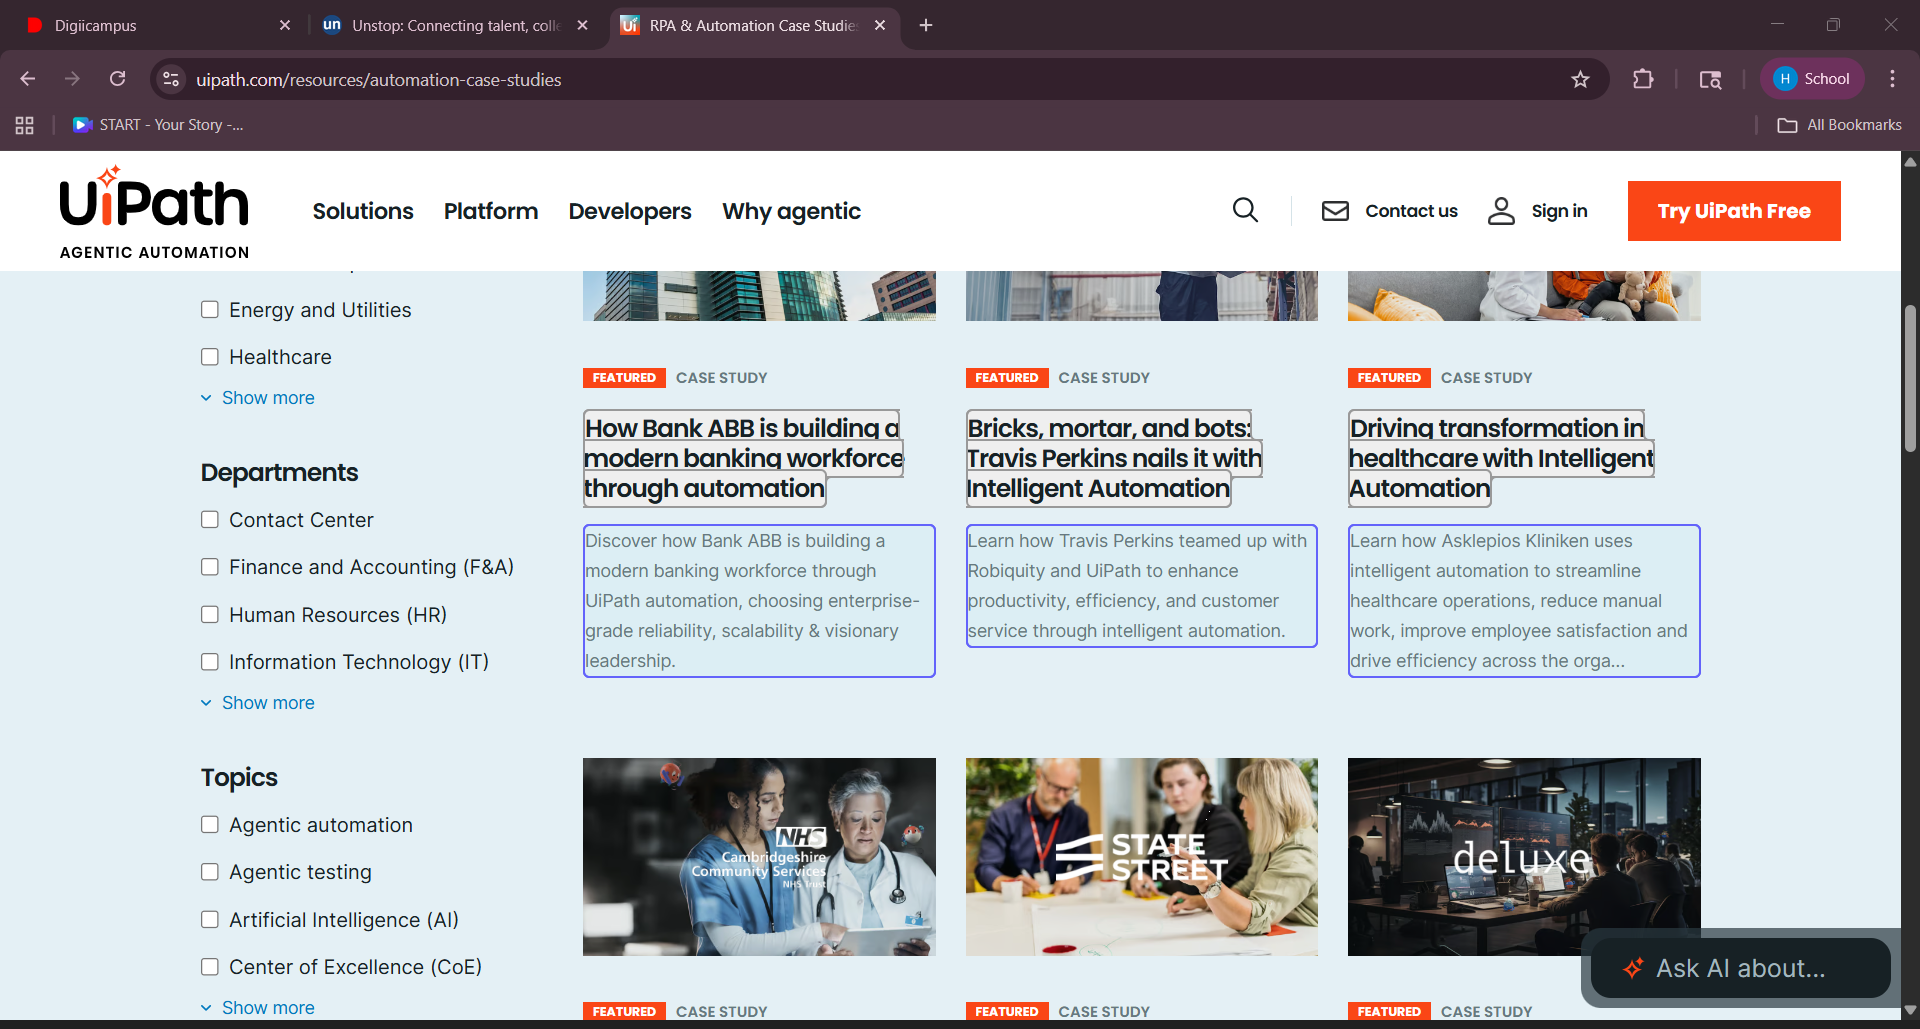 Digiicampus
Unstop: Connecting talent, colle
RPA & Automation Case Studies
uipath.com/resources/automation-case-studies
H School
START - Your Story -...
All Bookmarks
UiPath
AGENTIC AUTOMATION
Solutions
Platform
Developers
Why agentic
Contact us
Sign in
Try UiPath Free
Energy and Utilities
Healthcare
Show more
Departments
Contact Center
Finance and Accounting (F&A)
Human Resources (HR)
Information Technology (IT)
Show more
Topics
Agentic automation
Agentic testing
Artificial Intelligence (AI)
Center of Excellence (CoE)
Show more
FEATURED CASE STUDY
How Bank ABB is building a
modern banking workforce
through automation
Discover how Bank ABB is building a
modern banking workforce through
UiPath automation, choosing enterprise-
grade reliability, scalability & visionary
leadership.
FEATURED CASE STUDY
Bricks, mortar, and bots:
Travis Perkins nails it with
Intelligent Automation
Learn how Travis Perkins teamed up with
Robiquity and UiPath to enhance
productivity, efficiency, and customer
service through intelligent automation.
FEATURED CASE STUDY
Driving transformation in
healthcare with Intelligent
Automation
Learn how Asklepios Kliniken uses
intelligent automation to streamline
healthcare operations, reduce manual
work, improve employee satisfaction and
drive efficiency across the orga...
NHS
Cambridgeshire
Community Services
NHS Trust
FEATURED CASE STUDY
STATE
STREET
FEATURED CASE STUDY
deluxe
FEATURED CASE STUDY
Ask AI about...